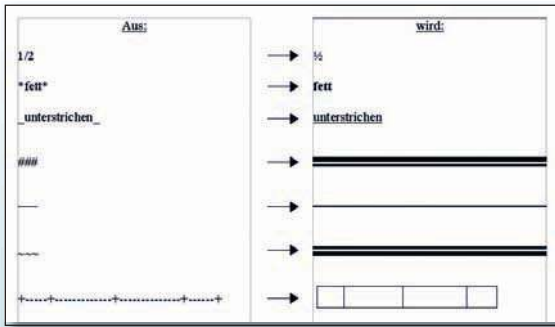 Aus: wird:
1/2 ½
*fett* fett
_unterstrichen_ unterstrichen
###
---
~~~
+-----+-------------+--------------+------+